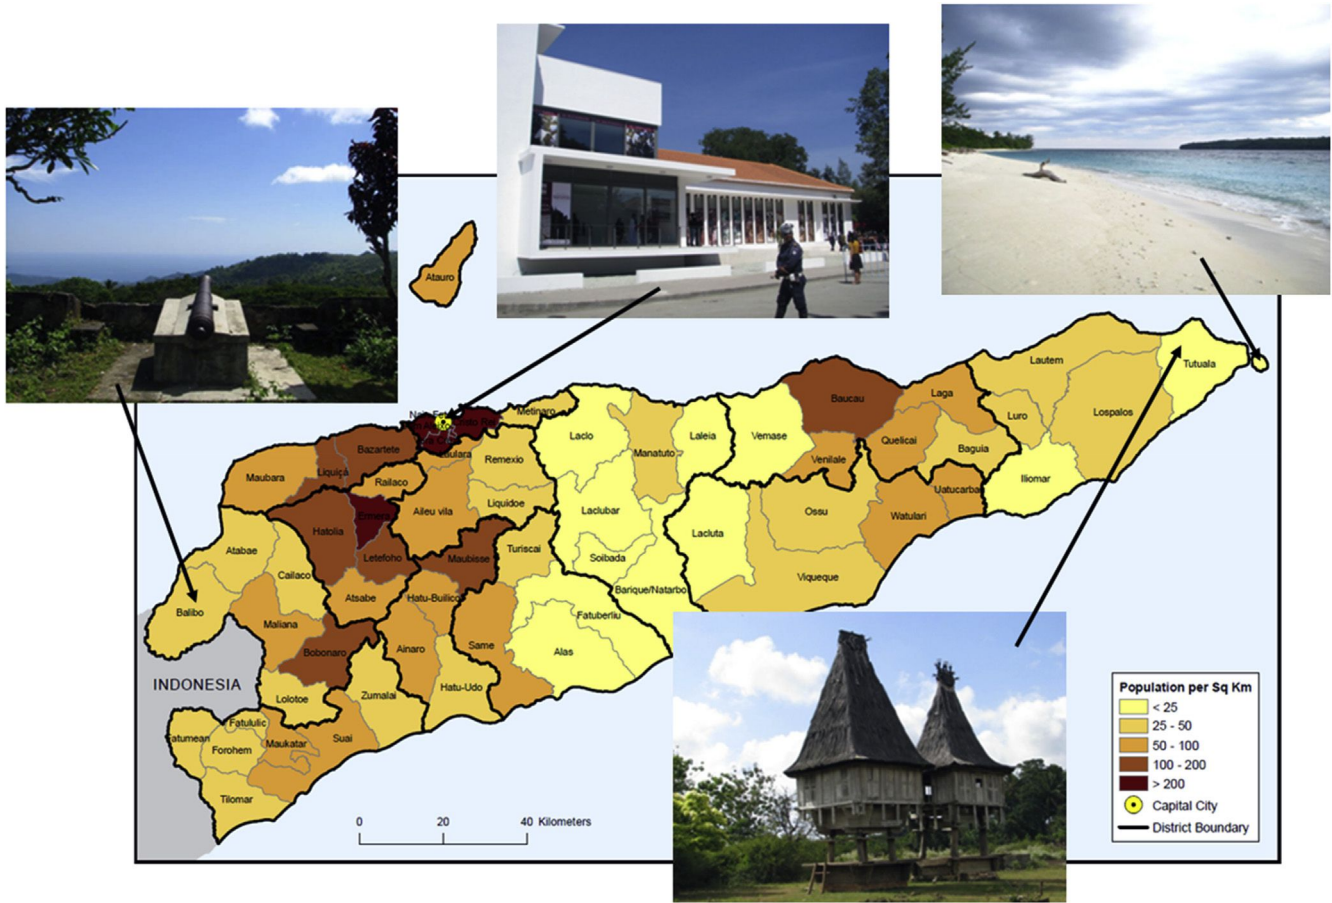 Atauro
Metinaro
Baucau
Laga
Lautem
Tutuala
Luro
Lospalos
Laclo
Manatuto
Laleia
Vemase
Venilale
Quelicai
Baguia
Iliomar
Uatucarba
Bazartete
Maubara
Liquiçá
Railaco
Remexio
Liquidoe
Ermera
Aileu vila
Hatolia
Letefoho
Maubisse
Turiscai
Laclubar
Lacluta
Ossu
Watulari
Viqueque
Soibada
Barique/Natarbo
Atabae
Cailaco
Balibo
Atsabe
Hatu-Builico
Maliana
Fatuberliu
Alas
Same
Ainaro
Bobonaro
INDONESIA
Lolotoe
Zumalai
Hatu-Udo
Fatululic
Fatumean
Forohem
Maukatar
Suai
Tilomar
0 20 40 Kilometers
Population per Sq Km
< 25
25 - 50
50 - 100
100 - 200
> 200
Capital City
District Boundary